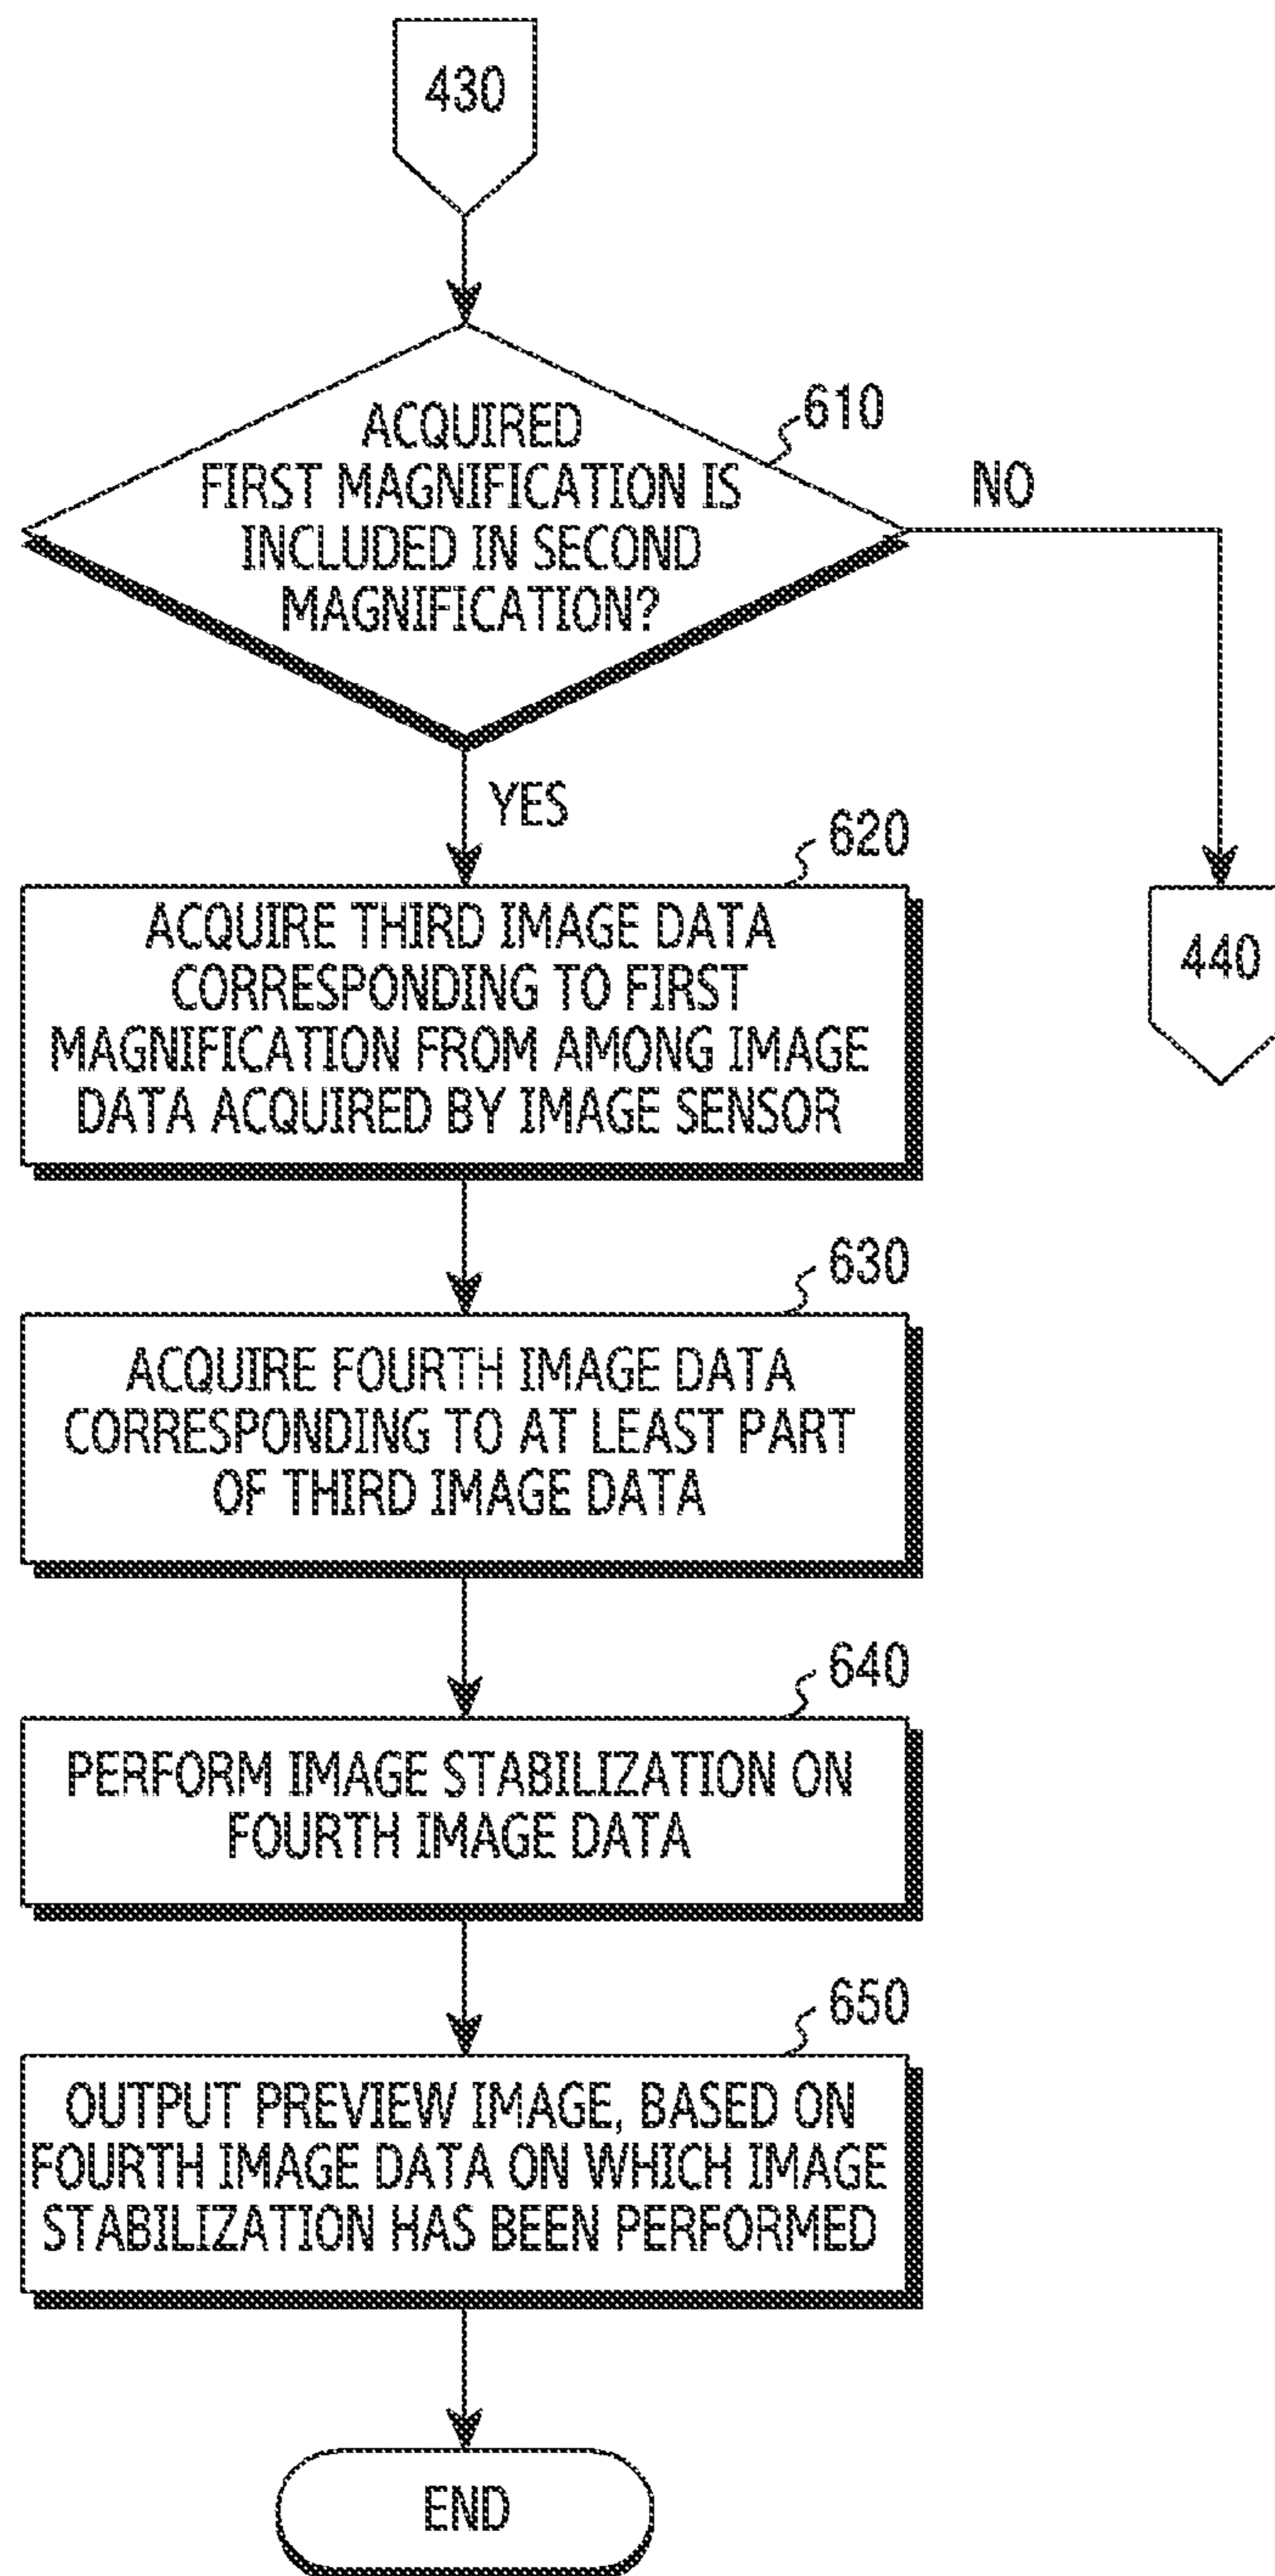 430
ACQUIRED
FIRST MAGNIFICATION IS
INCLUDED IN SECOND
MAGNIFICATION?
610
NO
YES
620
ACQUIRE THIRD IMAGE DATA
CORRESPONDING TO FIRST
MAGNIFICATION FROM AMONG IMAGE
DATA ACQUIRED BY IMAGE SENSOR
440
630
ACQUIRE FOURTH IMAGE DATA
CORRESPONDING TO AT LEAST PART
OF THIRD IMAGE DATA
640
PERFORM IMAGE STABILIZATION ON
FOURTH IMAGE DATA
650
OUTPUT PREVIEW IMAGE, BASED ON
FOURTH IMAGE DATA ON WHICH IMAGE
STABILIZATION HAS BEEN PERFORMED
END